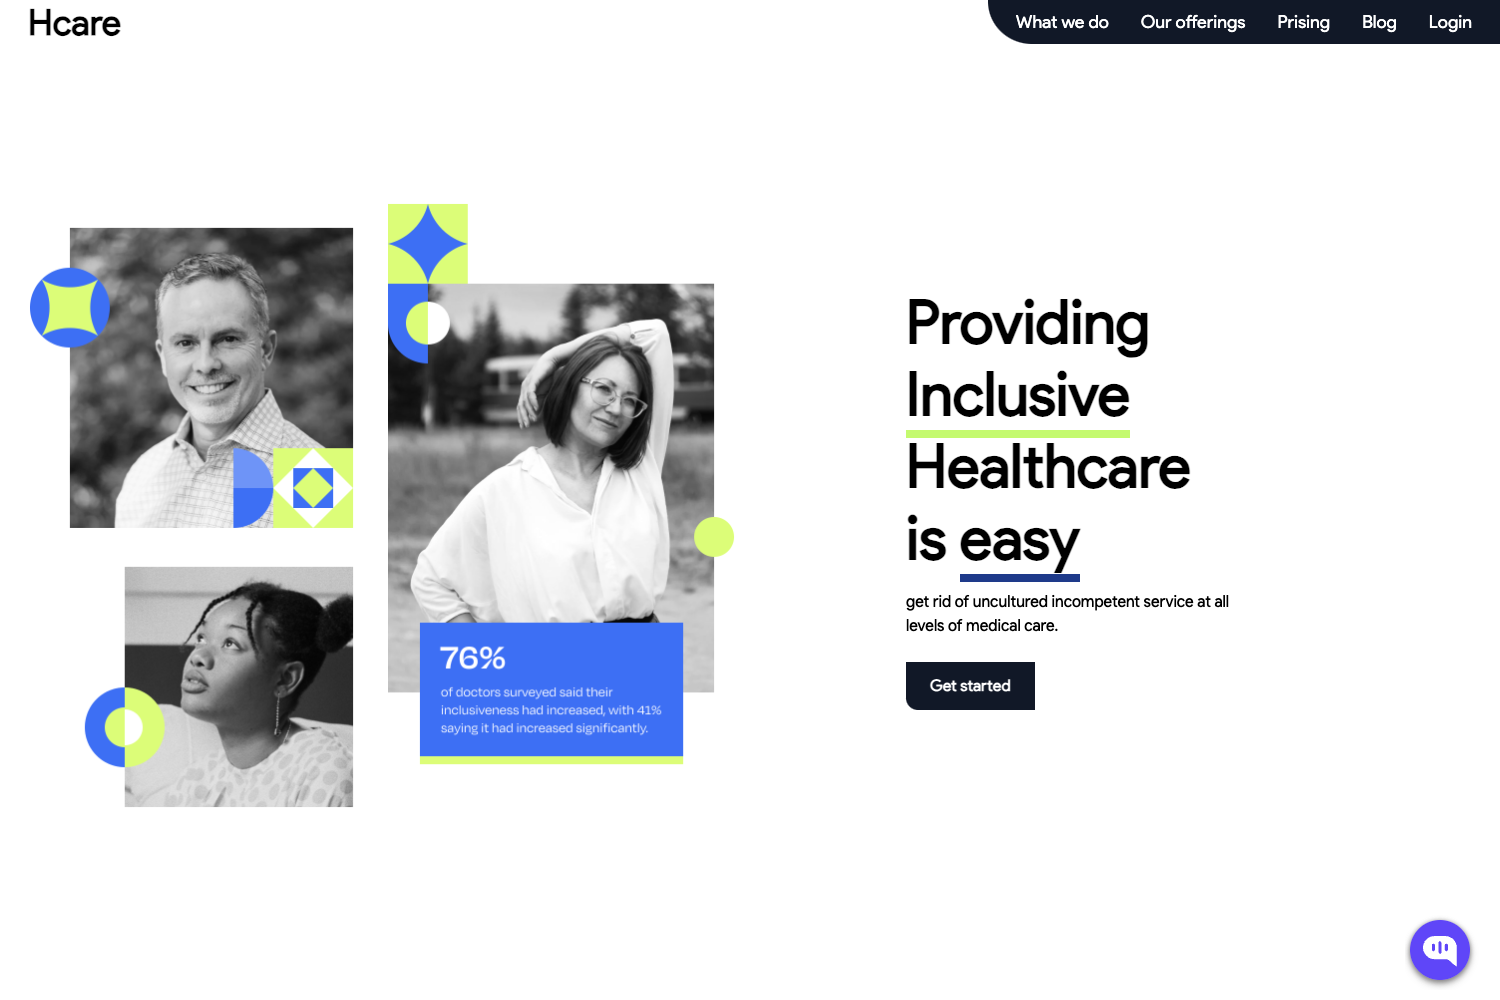 Hcare
What we do
Our offerings
Prising
Blog
Login
76%
of doctors surveyed said their
inclusiveness had increased, with 41%
saying it had increased significantly.
Providing
Inclusive
Healthcare
is easy
get rid of uncultured incompetent service at all
levels of medical care.
Get started